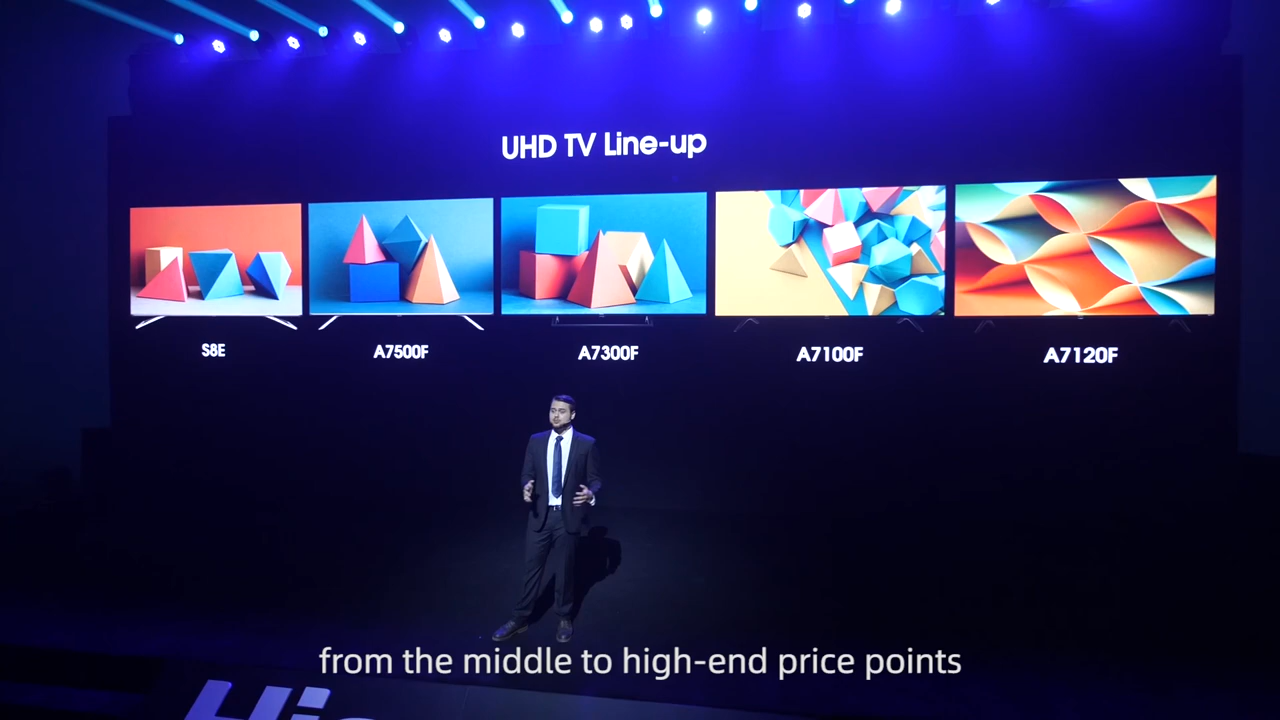 UHD TV Line-up
S8E
A7500F
A7300F
A7100F
A7120F
from the middle to high-end price points